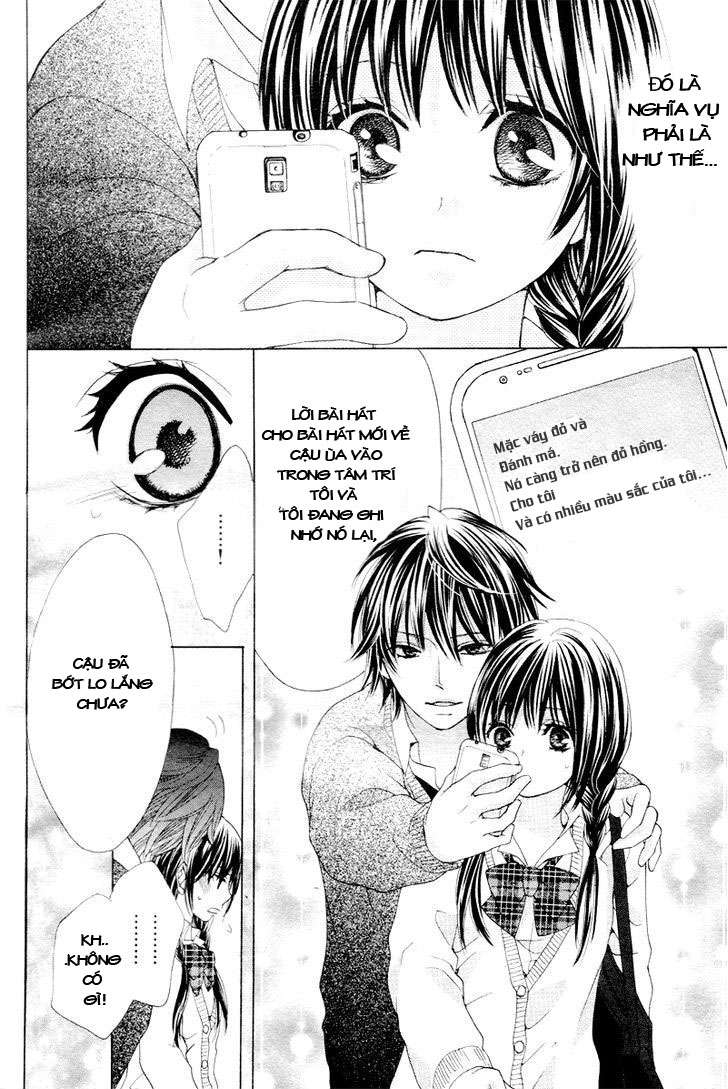 ĐÓ LÀ
NGHĨA VỤ
PHẢI LÀ
NHƯ THẾ...
LỜI BÀI HÁT
CHO BÀI HÁT MỚI VỀ
CẬU ÙA VÀO
TRONG TÂM TRÍ
TÔI VÀ
'TÔI ĐANG GHI
NHỚ NÓ LẠI,
Mặc váy đỏ và
Đánh má.
Nó càng trở nên đỏ hồng.
Cho tôi
Và có nhiều màu sắc của tôi...
.......!
CẬU ĐÃ
BỚT LO LẮNG
CHƯA?
.........
KH..
.KHÔNG
CÓ
GÌ!